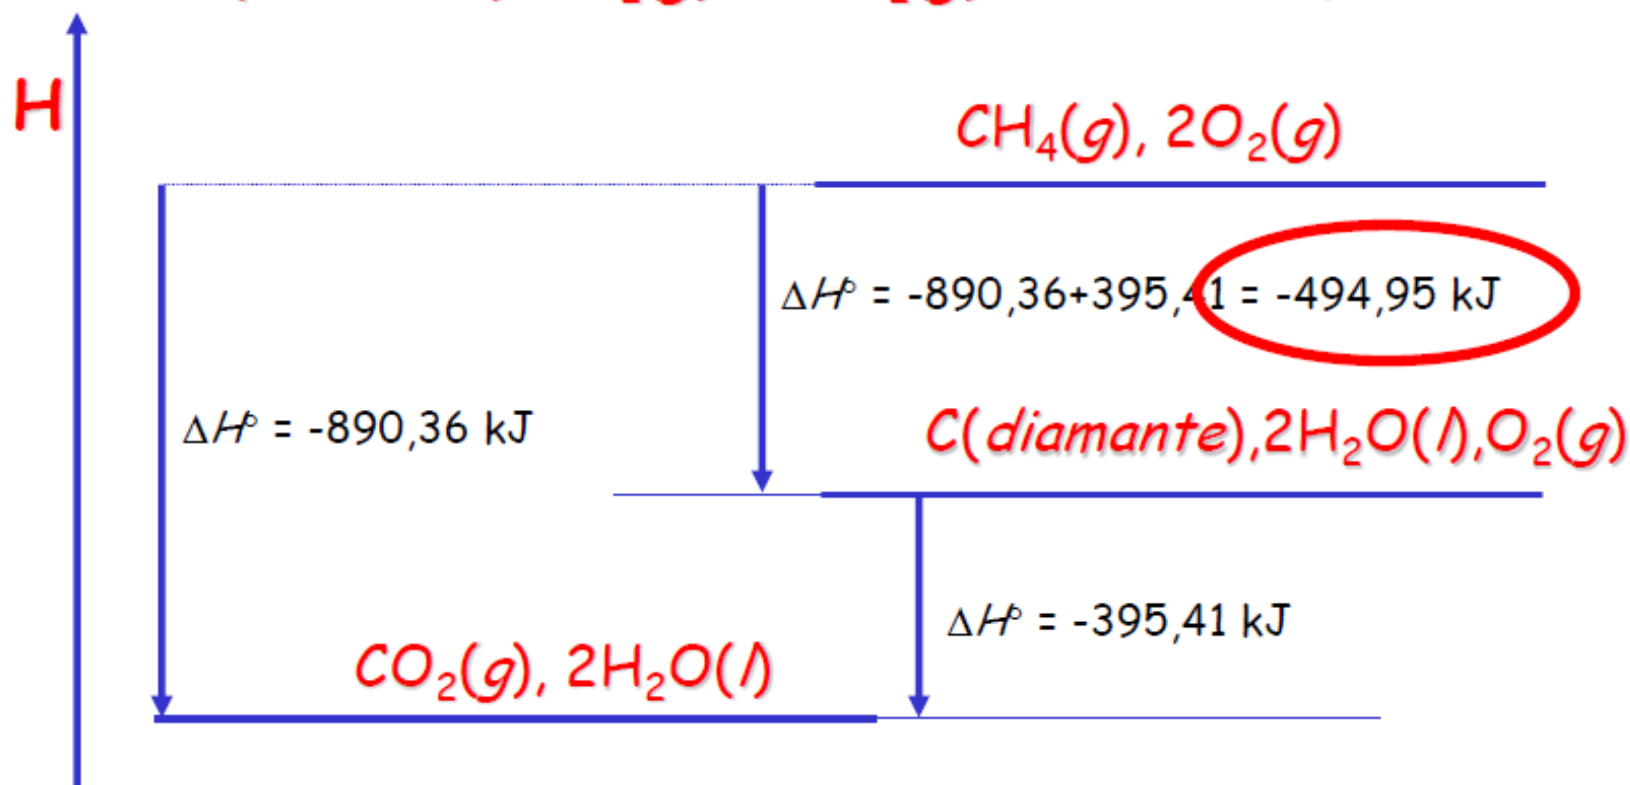 H
CH₄(g), 2O₂(g)
ΔH° = -890,36+395,41 = -494,95 kJ
ΔH° = -890,36 kJ
C(diamante),2H₂O(l),O₂(g)
ΔH° = -395,41 kJ
CO₂(g), 2H₂O(l)